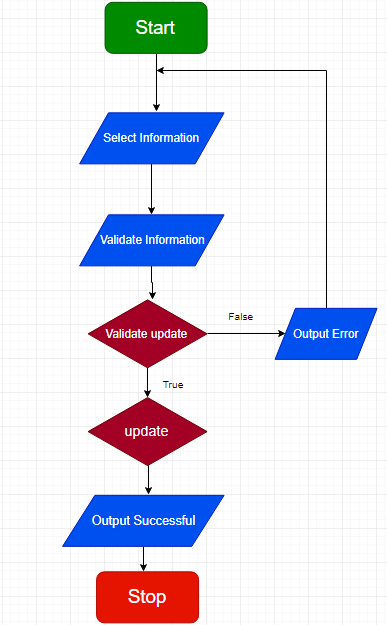 Start
Select Information
Validate Information
Validate update
False
Output Error
True
update
Output Successful
Stop